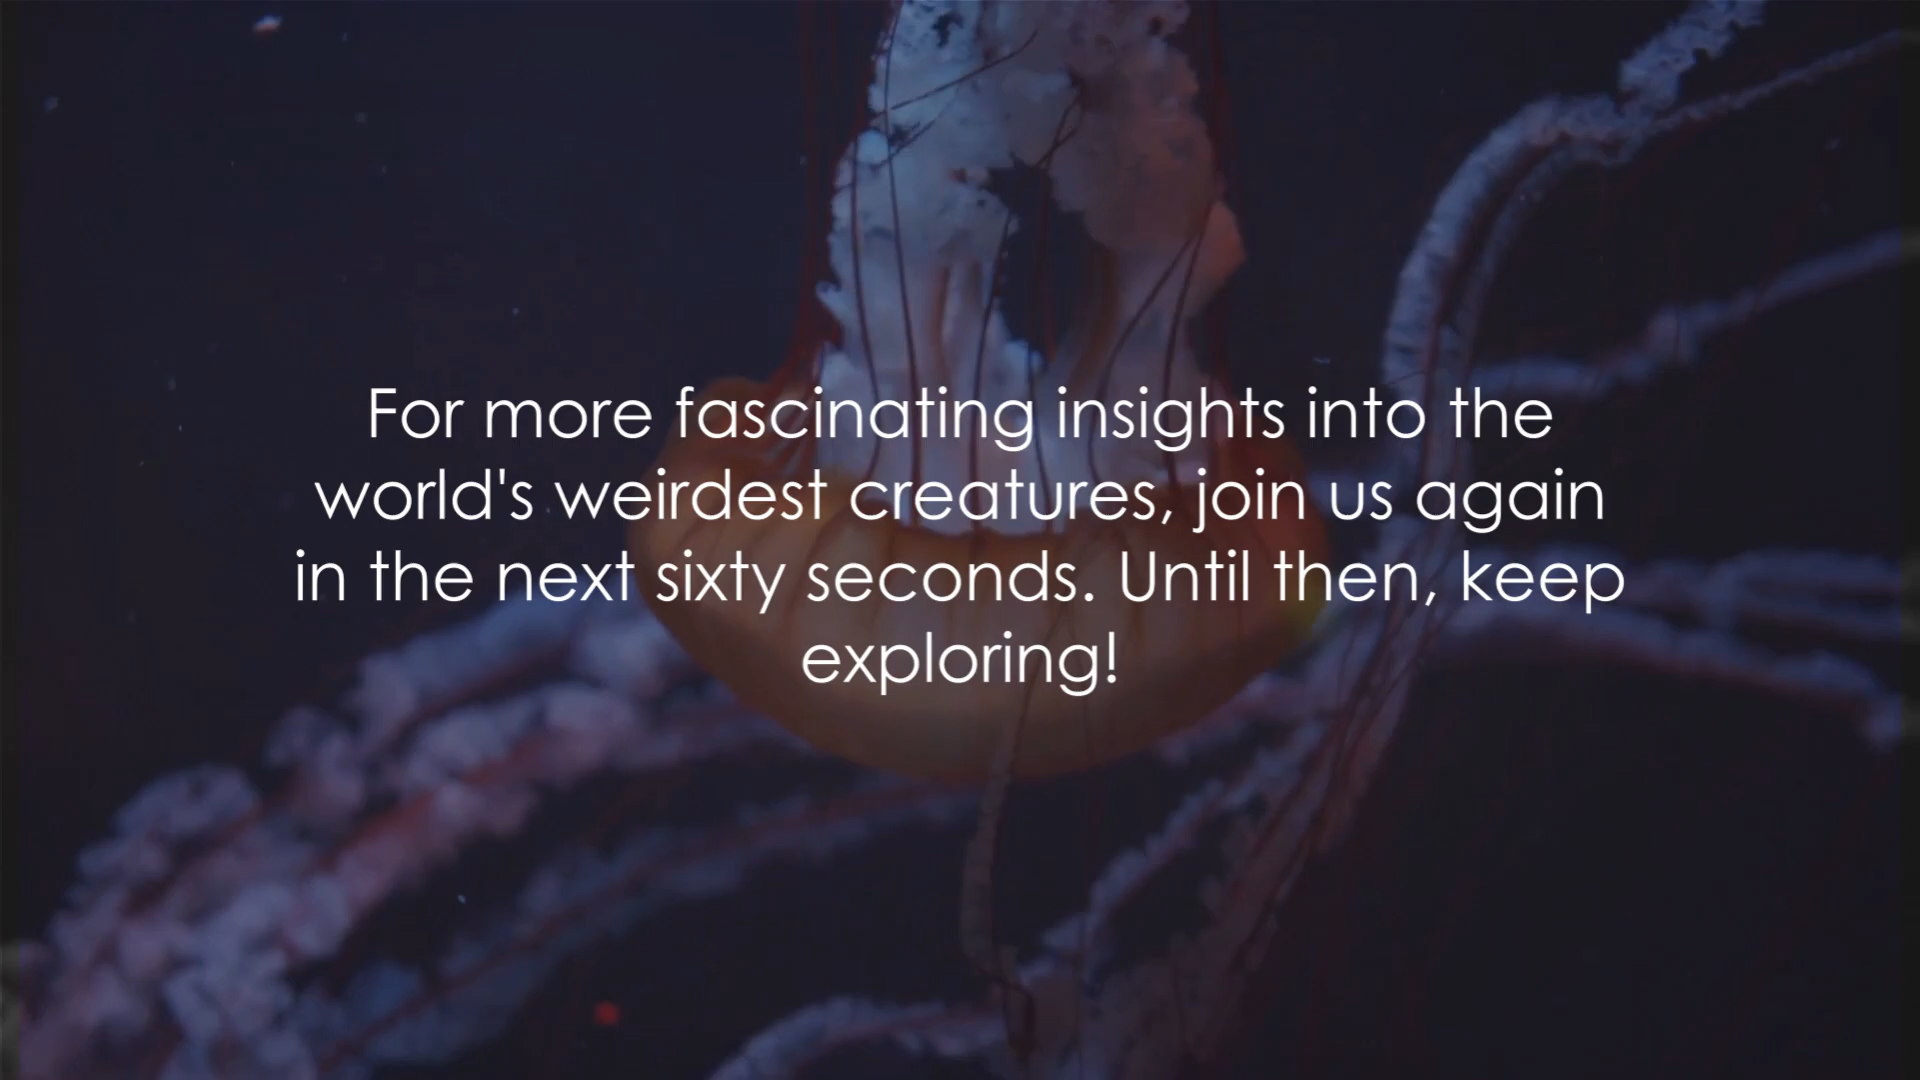 For more fascinating insights into the
world's weirdest creatures, join us again
in the next sixty seconds. Until then, keep
exploring!